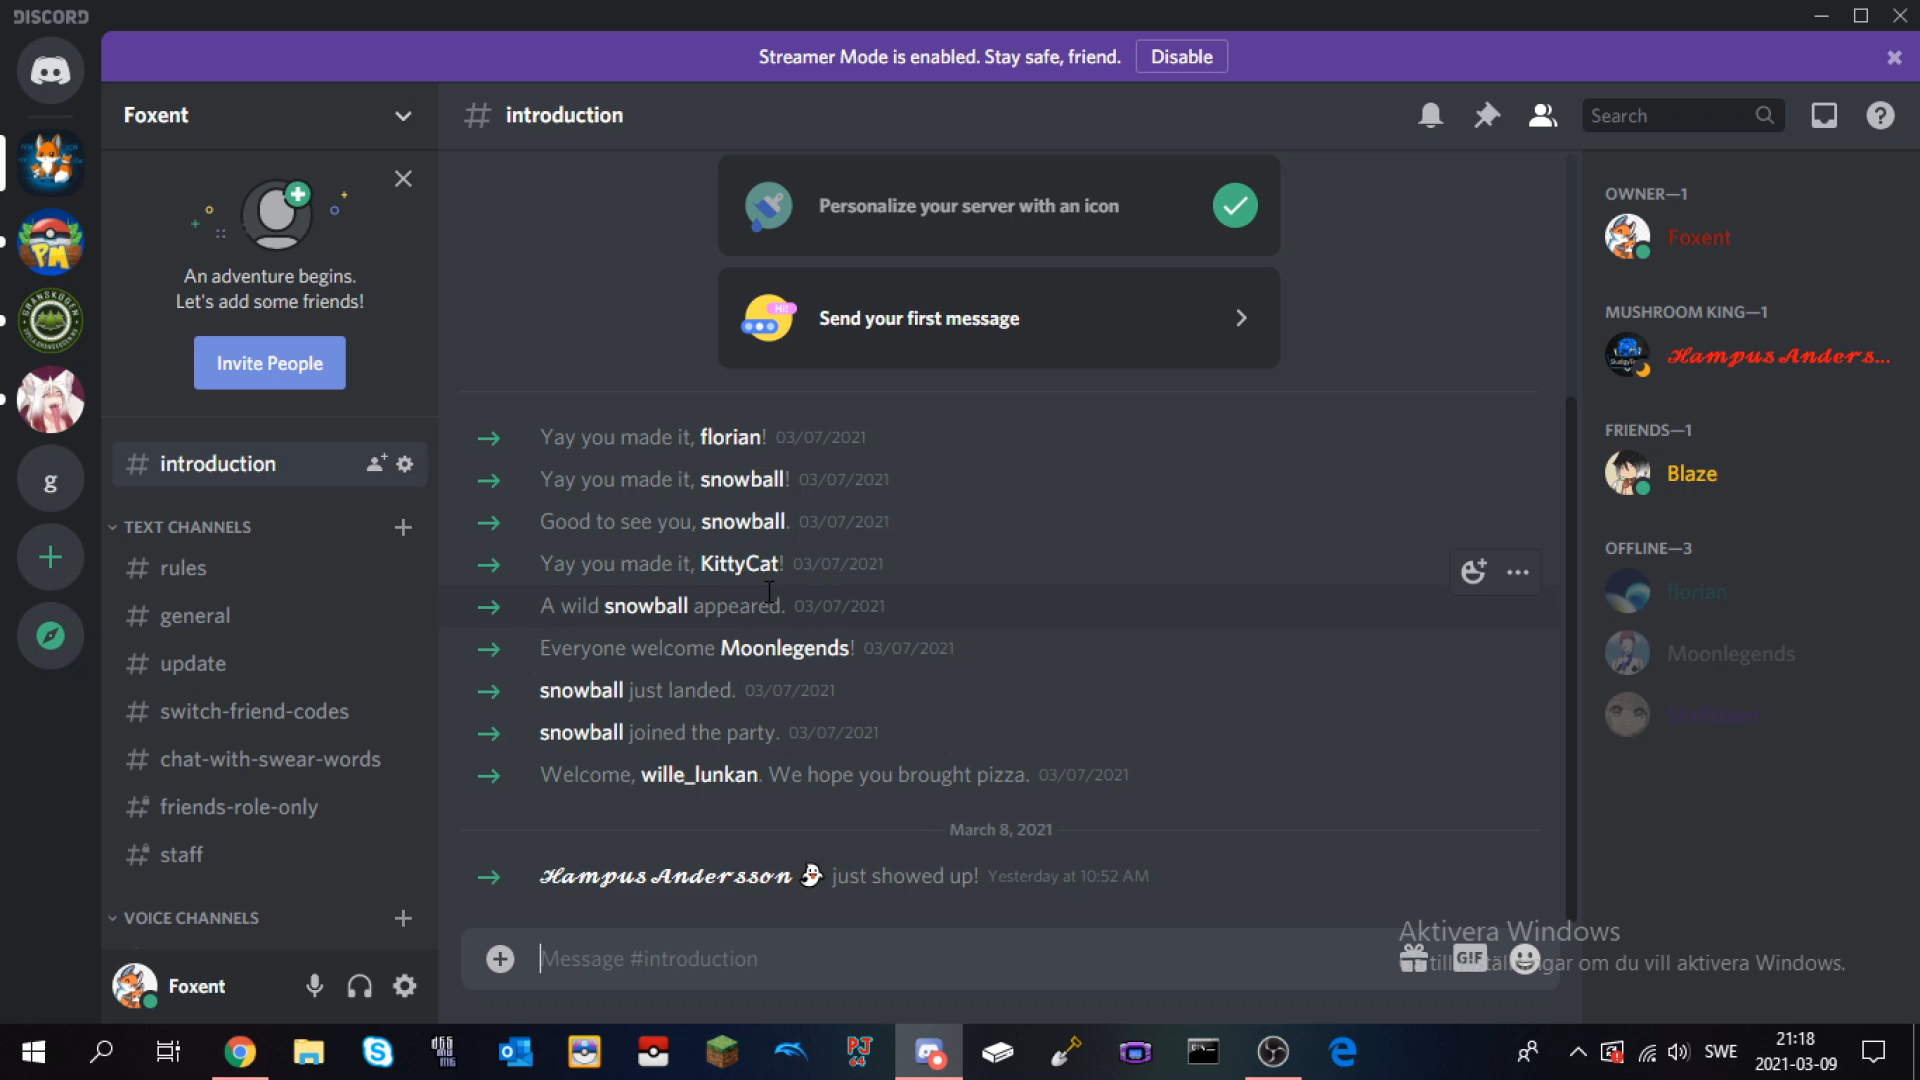 DISCORD
Streamer Mode is enabled. Stay safe, friend.
Disable
Foxent
introduction
Search
An adventure begins.
Let's add some friends!
Invite People
introduction
TEXT CHANNELS
rules
general
update
switch-friend-codes
chat-with-swear-words
friends-role-only
staff
VOICE CHANNELS
Foxent
Personalize your server with an icon
Hi!
Send your first message
Yay you made it, florian! 03/07/2021
Yay you made it, snowball! 03/07/2021
Good to see you, snowball. 03/07/2021
Yay you made it, KittyCat! 03/07/2021
A wild snowball appeared. 03/07/2021
Everyone welcome Moonlegends! 03/07/2021
snowball just landed. 03/07/2021
snowball joined the party. 03/07/2021
Welcome, wille_lunkan. We hope you brought pizza. 03/07/2021
March 8, 2021
𝓗𝓪𝓶𝓹𝓾𝓼 𝓐𝓷𝓭𝓮𝓻𝓼𝓼𝓸𝓷 just showed up! Yesterday at 10:52 AM
Message #introduction
GIF
OWNER—1
Foxent
MUSHROOM KING—1
𝓗𝓪𝓶𝓹𝓾𝓼 𝓐𝓷𝓭𝓮𝓻𝓼...
FRIENDS—1
Blaze
OFFLINE—3
florian
Moonlegends
Aktivera Windows
om du vill aktivera Windows.
PM
GRANSKOGEN
g
PJ
64
SWE
21:18
2021-03-09